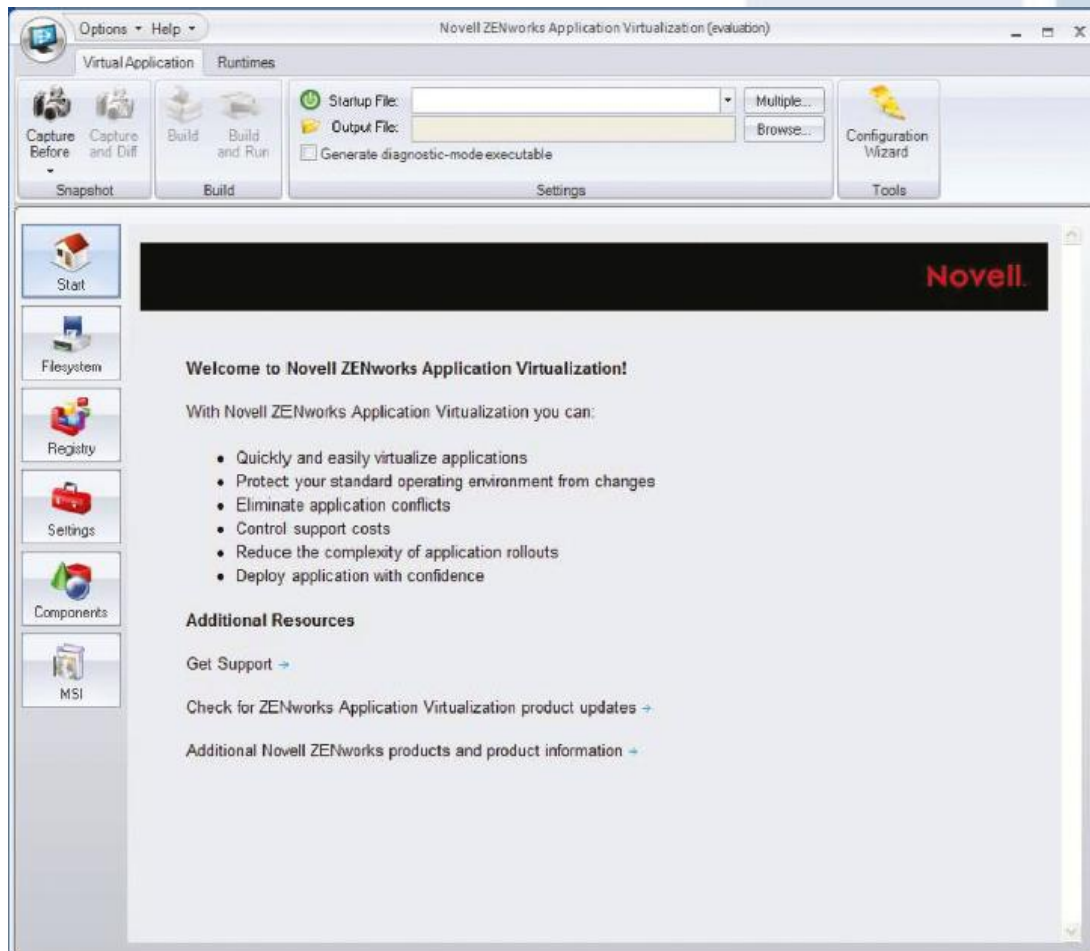 Options Help
Novell ZENworks Application Virtualization (evaluation)
Virtual Application Runtimes
Capture Before
Capture and Diff
Snapshot
Build
Build and Run
Build
Startup File:
Multiple...
Output File:
Browse...
Generate diagnostic-mode executable
Settings
Configuration Wizard
Tools
Start
Filesystem
Registry
Settings
Components
MSI
Novell.
Welcome to Novell ZENworks Application Virtualization!
With Novell ZENworks Application Virtualization you can:
• Quickly and easily virtualize applications
• Protect your standard operating environment from changes
• Eliminate application conflicts
• Control support costs
• Reduce the complexity of application rollouts
• Deploy application with confidence
Additional Resources
Get Support →
Check for ZENworks Application Virtualization product updates →
Additional Novell ZENworks products and product information →